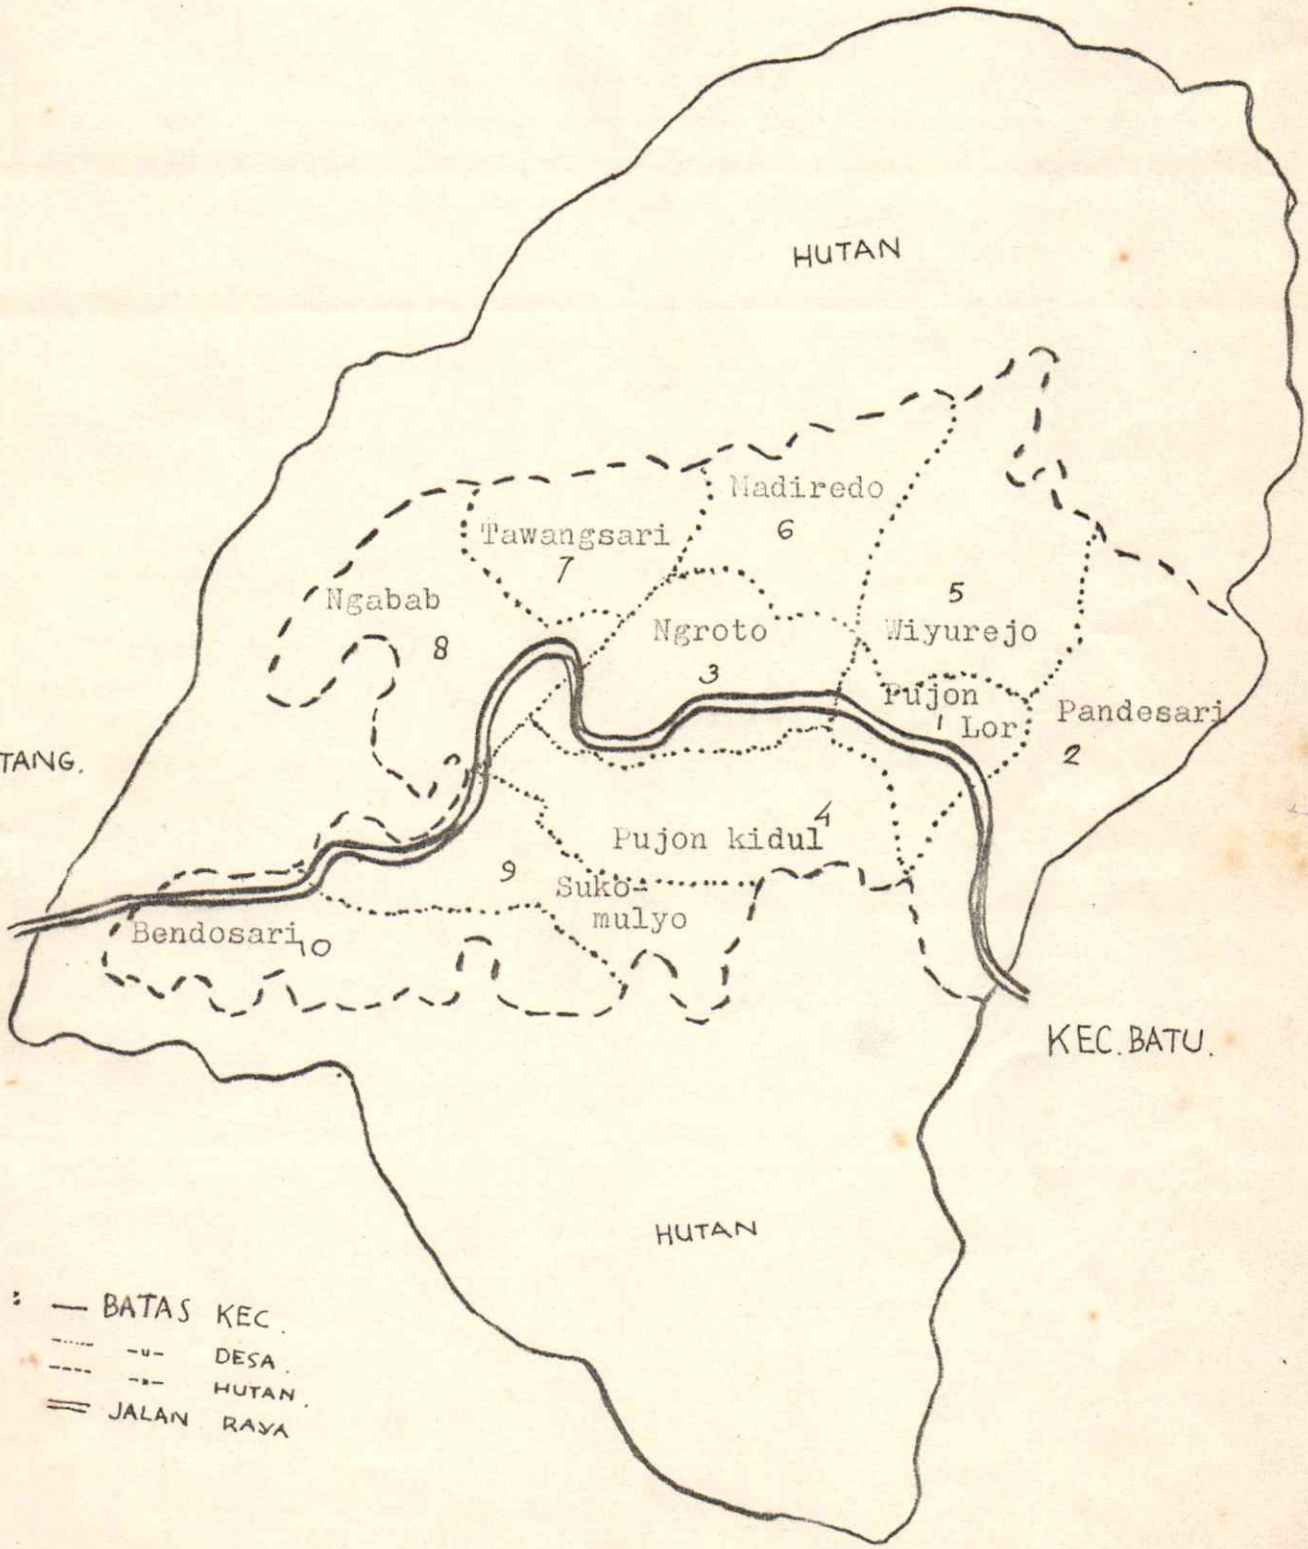 HUTAN
Madiredo
6
Tawangsari
7
Ngabab
8
5
Wiyurejo
Ngroto
3
Pujon
1
Lor
Pandesari
2
TANG.
4
Pujon kidul
9
Suko-
mulyo
Bendosari
10
KEC. BATU.
HUTAN
: — BATAS KEC.
-"- DESA.
-"- HUTAN.
JALAN RAYA